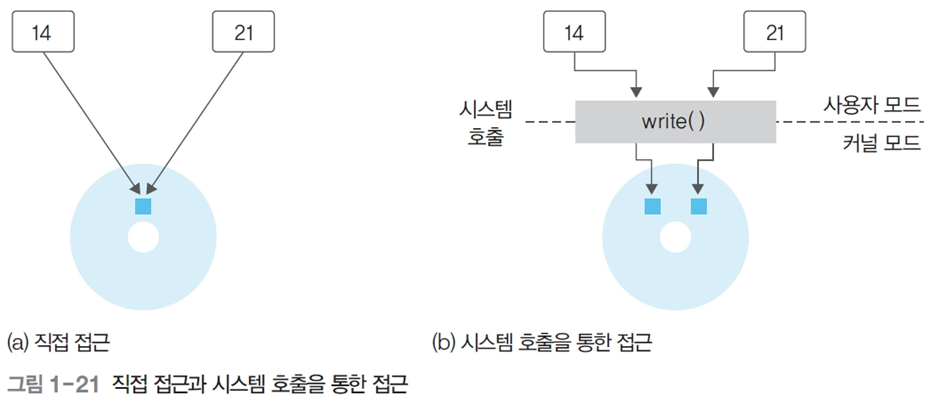 14
21
(a) 직접 접근
14
21
시스템
호출
write( )
사용자 모드
커널 모드
(b) 시스템 호출을 통한 접근
그림 1-21 직접 접근과 시스템 호출을 통한 접근